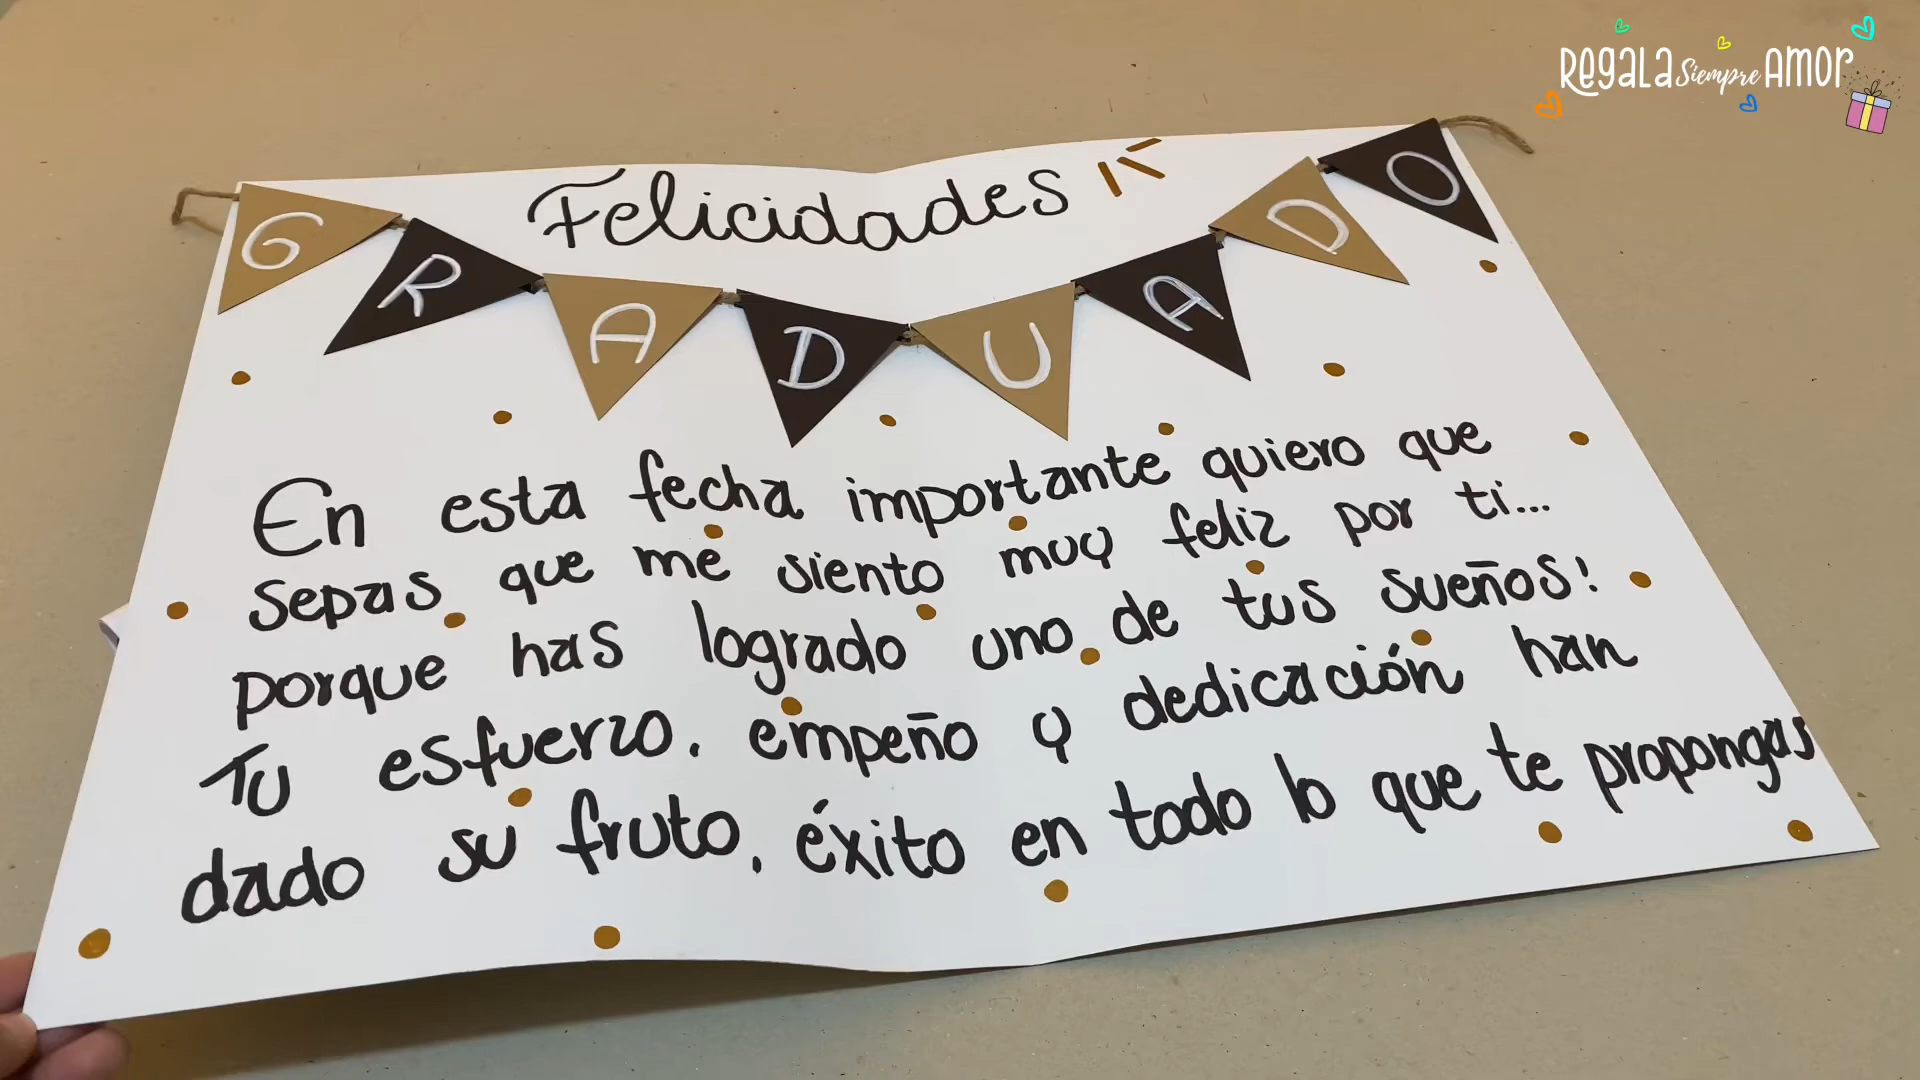 Regala Siempre Amor
Felicidades
GRADUADO
En esta fecha importante quiero que
sepas que me siento muy feliz por ti...
porque has logrado uno de tus sueños!
Tu esfuerzo, empeño y dedicación han
dado su fruto, éxito en todo lo que te propongas